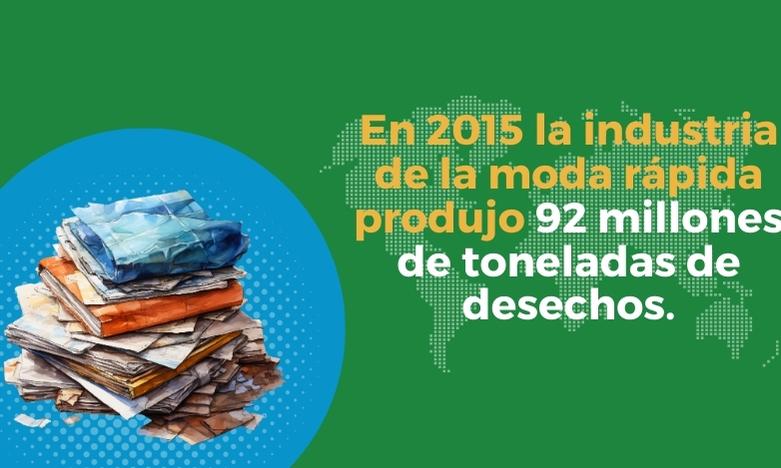 En 2015 la industria
de la moda rápida
produjo 92 millones
de toneladas de
desechos.